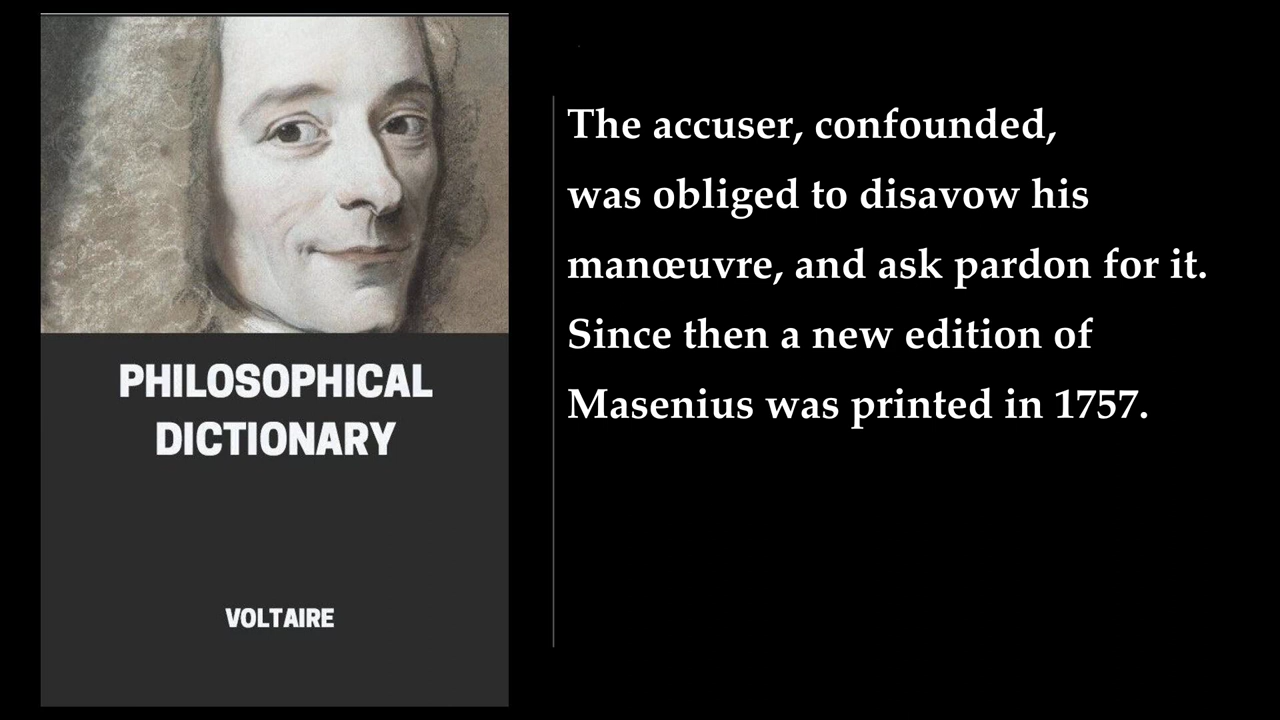 PHILOSOPHICAL
DICTIONARY
VOLTAIRE
The accuser, confounded,
was obliged to disavow his
manœuvre, and ask pardon for it.
Since then a new edition of
Masenius was printed in 1757.